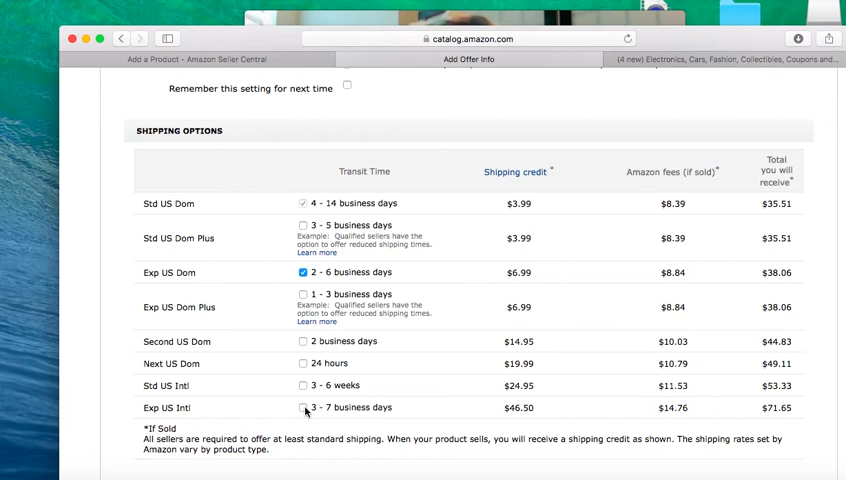 catalog.amazon.com
Add a Product - Amazon Seller Central
Add Offer Info
(4 new) Electronics, Cars, Fashion, Collectibles, Coupons and...
Remember this setting for next time
SHIPPING OPTIONS
Transit Time
Shipping credit *
Amazon fees (if sold)*
Total
you will
receive*
Std US Dom 4 - 14 business days $3.99 $8.39 $35.51
3 - 5 business days
Example: Qualified sellers have the
Std US Dom Plus option to offer reduced shipping times. $3.99 $8.39 $35.51
Learn more
Exp US Dom 2 - 6 business days $6.99 $8.84 $38.06
1 - 3 business days
Example: Qualified sellers have the
Exp US Dom Plus option to offer reduced shipping times. $6.99 $8.84 $38.06
Learn more
Second US Dom 2 business days $14.95 $10.03 $44.83
Next US Dom 24 hours $19.99 $10.79 $49.11
Std US Intl 3 - 6 weeks $24.95 $11.53 $53.33
Exp US Intl 3 - 7 business days $46.50 $14.76 $71.65
*If Sold
All sellers are required to offer at least standard shipping. When your product sells, you will receive a shipping credit as shown. The shipping rates set by
Amazon vary by product type.